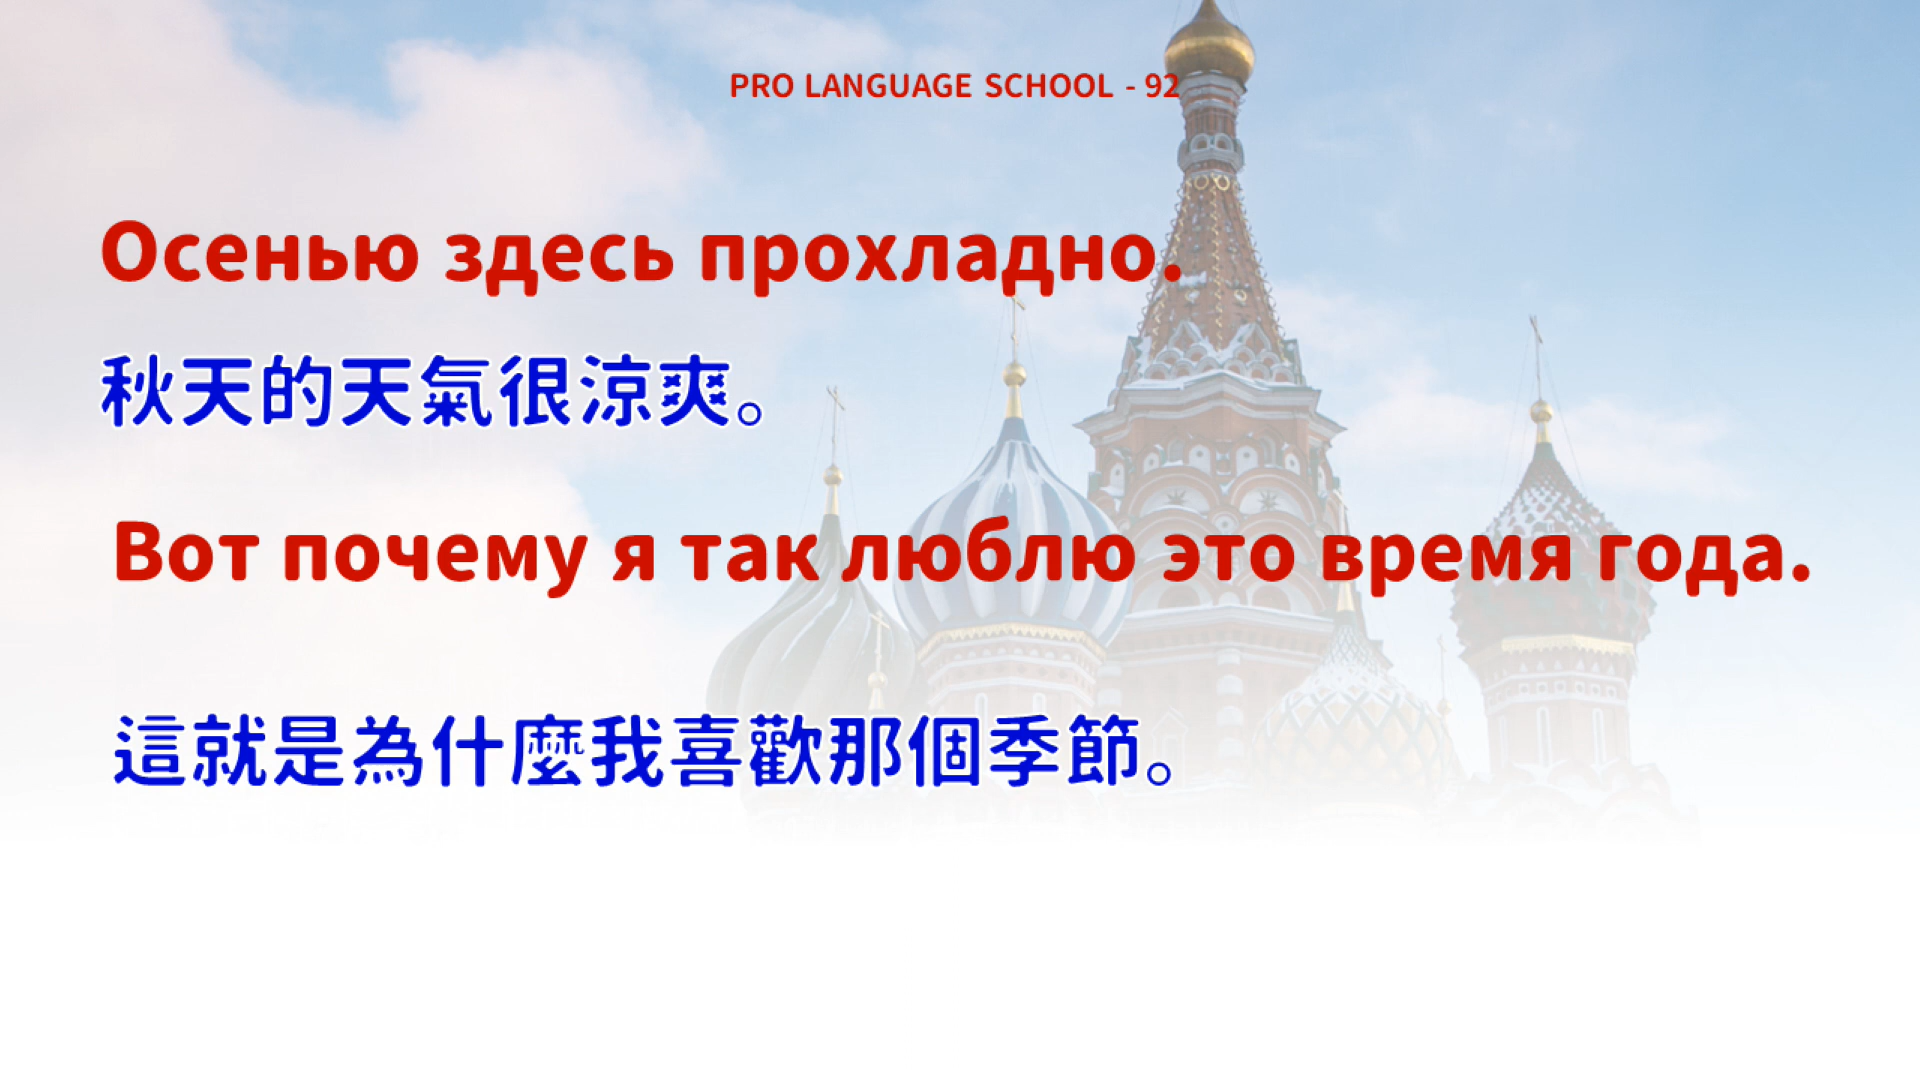 PRO LANGUAGE SCHOOL - 92
Осенью здесь прохладно.
秋天的天氣很涼爽。
Вот почему я так люблю это время года.
這就是為什麼我喜歡那個季節。